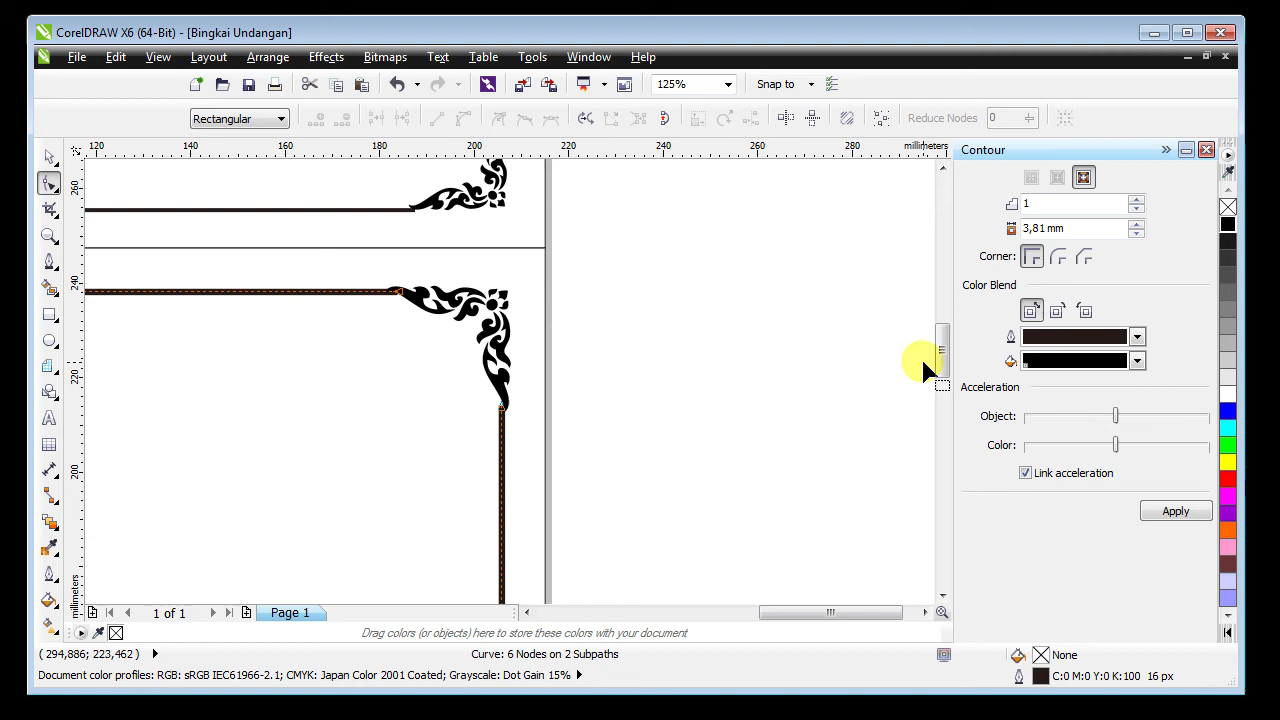 CorelDRAW X6 (64-Bit) - [Bingkai Undangan]
File Edit View Layout Arrange Effects Bitmaps Text Table Tools Window Help
125% Snap to
Rectangular Reduce Nodes 0
120 140 160 180 200 220 240 260 280 millimeters
260
240
220
200
millimeters
Contour
1
3,81 mm
Corner:
Color Blend
Acceleration
Object:
Color:
Link acceleration
Apply
1 of 1 Page 1
Drag colors (or objects) here to store these colors with your document
( 294,886; 223,462 ) Curve: 6 Nodes on 2 Subpaths None
Document color profiles: RGB: sRGB IEC61966-2.1; CMYK: Japan Color 2001 Coated; Grayscale: Dot Gain 15% C:0 M:0 Y:0 K:100 16 px